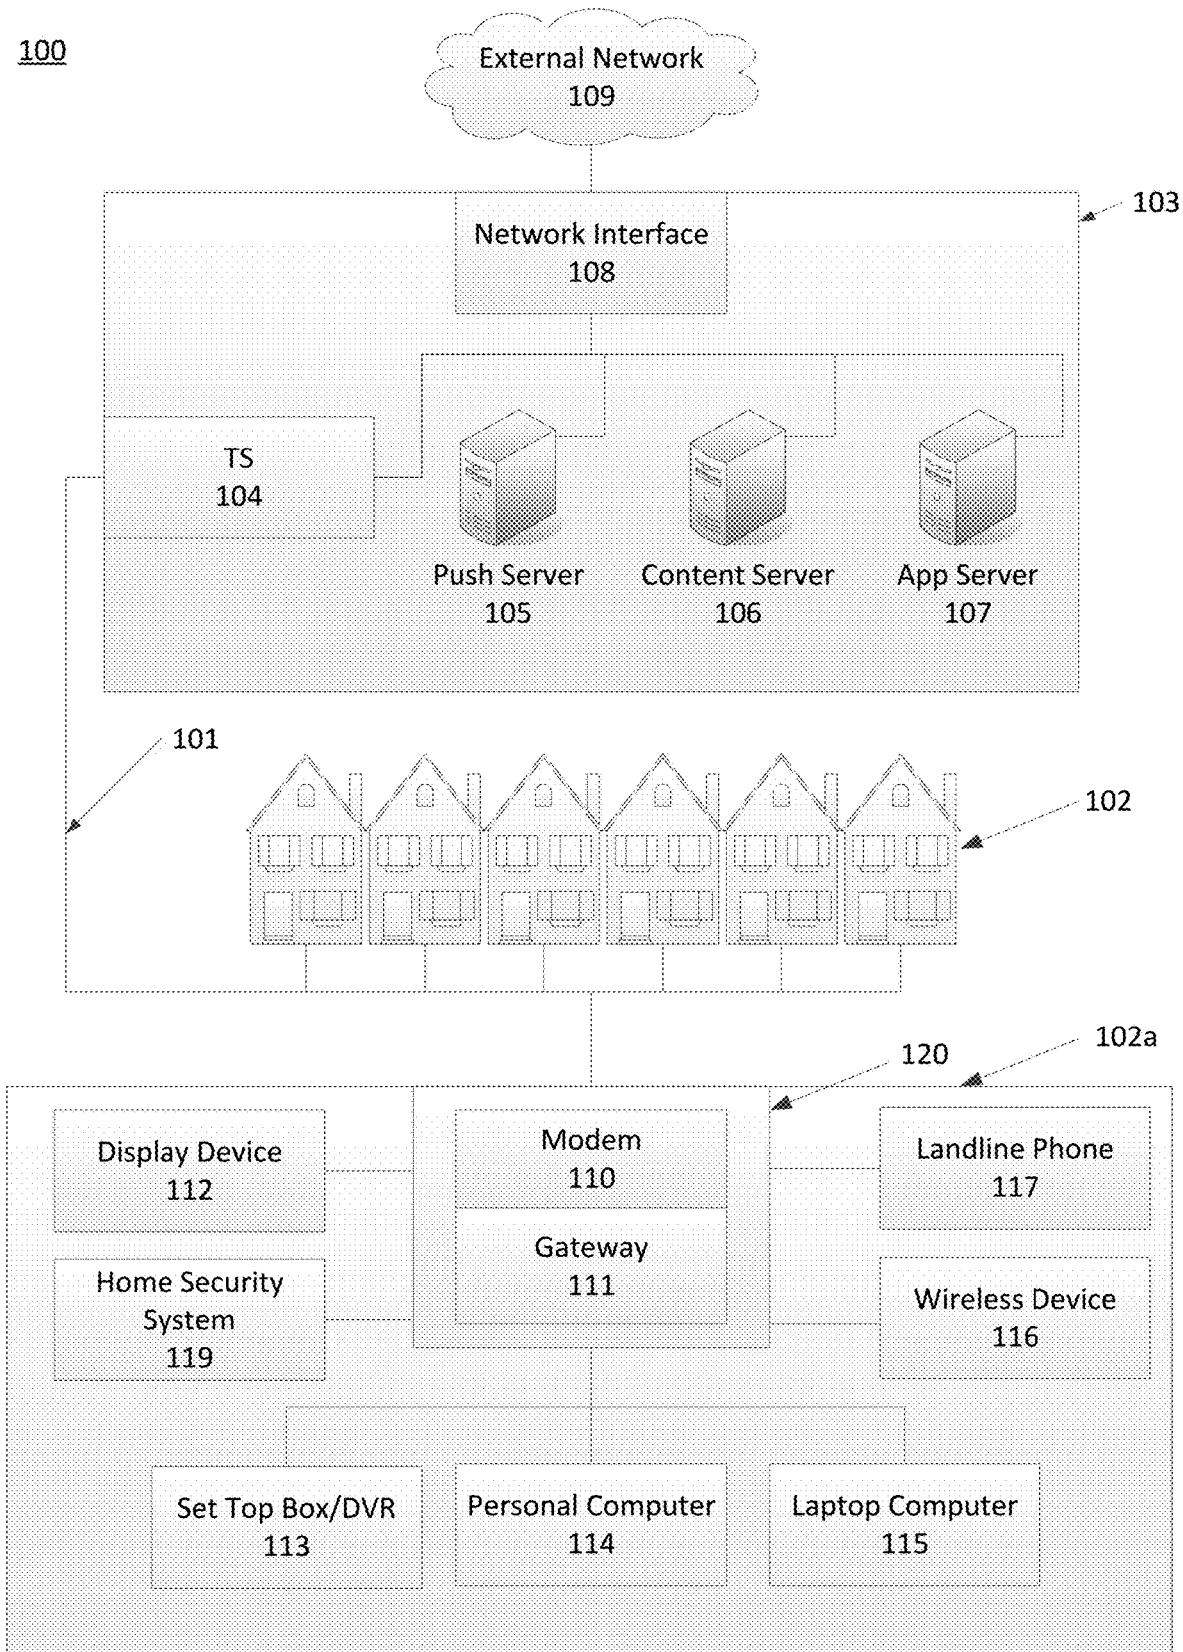 100
External Network
109
103
Network Interface
108
TS
104
Push Server
105
Content Server
106
App Server
107
101
102
102a
120
Display Device
112
Modem
110
Landline Phone
117
Gateway
111
Home Security
System
119
Wireless Device
116
Set Top Box/DVR
113
Personal Computer
114
Laptop Computer
115